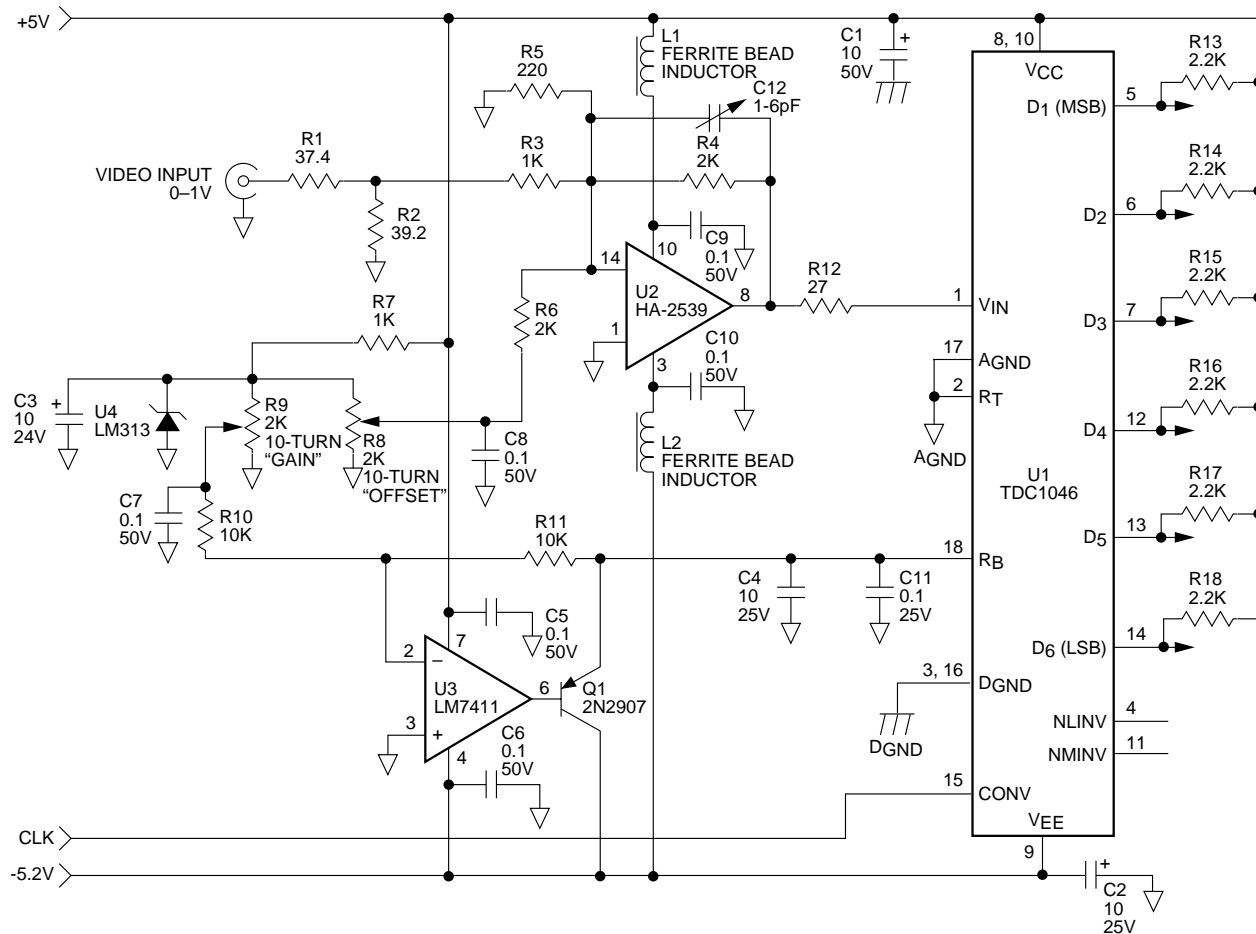 +5V
L1
FERRITE BEAD
INDUCTOR
R5
220
C12
1-6pF
C1
10
50V
+
8, 10
VCC
R13
2.2K
D1 (MSB)
5
R1
37.4
VIDEO INPUT
0–1V
R3
1K
R4
2K
R2
39.2
R14
2.2K
D2
6
C9
0.1
50V
10
14
U2
HA-2539
8
1
3
R12
27
1
VIN
R15
2.2K
D3
7
R7
1K
R6
2K
C10
0.1
50V
17
AGND
2
RT
AGND
R16
2.2K
D4
12
C3
10
24V
+
U4
LM313
R9
2K
10-TURN
“GAIN”
R8
2K
10-TURN
“OFFSET”
C8
0.1
50V
L2
FERRITE BEAD
INDUCTOR
U1
TDC1046
R17
2.2K
D5
13
C7
0.1
50V
R10
10K
R11
10K
18
RB
C4
10
25V
C11
0.1
25V
R18
2.2K
D6 (LSB)
14
C5
0.1
50V
7
2
–
U3
LM7411
6
3
+
4
Q1
2N2907
C6
0.1
50V
3, 16
DGND
DGND
NLINV
4
NMINV
11
15
CONV
CLK
VEE
9
-5.2V
+
C2
10
25V